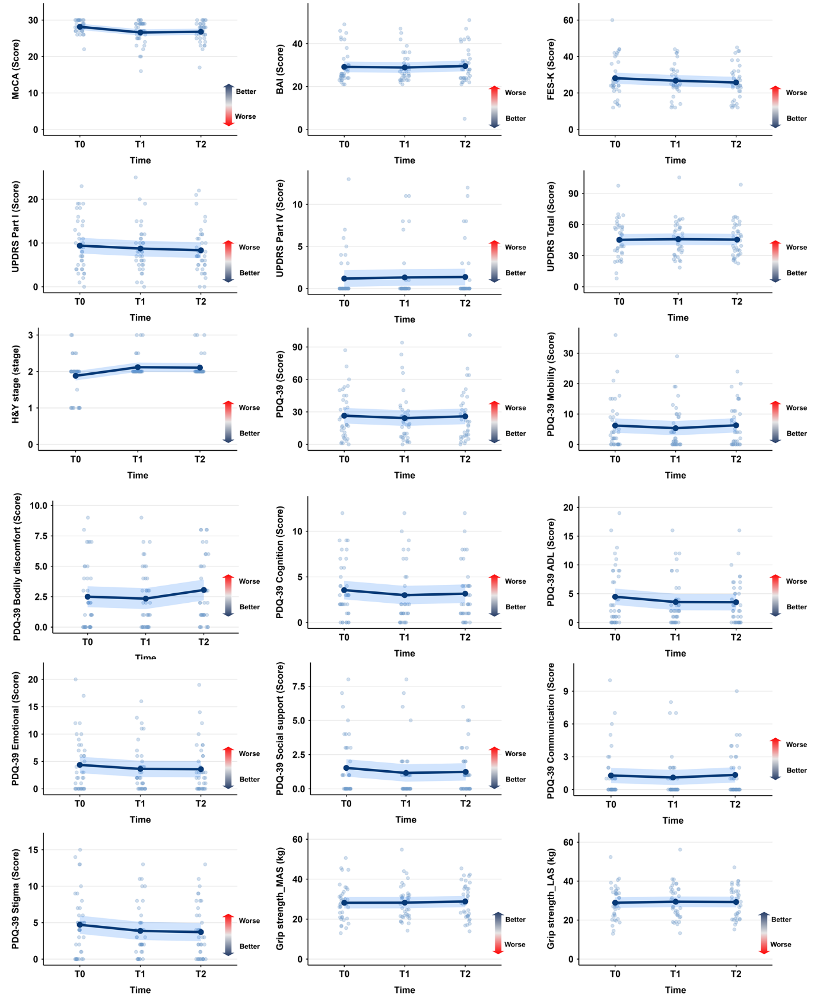 MoCA (Score)
30
20
10
0
Better
Worse
T0 T1 T2
Time
BAI (Score)
40
20
0
Worse
Better
T0 T1 T2
Time
FES-K (Score)
60
40
20
0
Worse
Better
T0 T1 T2
Time
UPDRS Part I (Score)
20
10
0
Worse
Better
T0 T1 T2
Time
UPDRS Part IV (Score)
10
5
0
Worse
Better
T0 T1 T2
Time
UPDRS Total (Score)
90
60
30
0
Worse
Better
T0 T1 T2
Time
H&Y stage (stage)
3
2
1
0
Worse
Better
T0 T1 T2
Time
PDQ-39 (Score)
90
60
30
0
Worse
Better
T0 T1 T2
Time
PDQ-39 Mobility (Score)
30
20
10
0
Worse
Better
T0 T1 T2
Time
PDQ-39 Bodily discomfort (Score)
10.0
7.5
5.0
2.5
0.0
Worse
Better
T0 T1 T2
Time
PDQ-39 Cognition (Score)
10
5
0
Worse
Better
T0 T1 T2
Time
PDQ-39 ADL (Score)
20
15
10
5
0
Worse
Better
T0 T1 T2
Time
PDQ-39 Emotional (Score)
20
15
10
5
0
Worse
Better
T0 T1 T2
Time
PDQ-39 Social support (Score)
7.5
5.0
2.5
0.0
Worse
Better
T0 T1 T2
Time
PDQ-39 Communication (Score
9
6
3
0
Worse
Better
T0 T1 T2
Time
PDQ-39 Stigma (Score)
15
10
5
0
Worse
Better
T0 T1 T2
Time
Grip strength_MAS (kg)
60
40
20
0
Better
Worse
T0 T1 T2
Time
Grip strength_LAS (kg)
60
40
20
0
Better
Worse
T0 T1 T2
Time